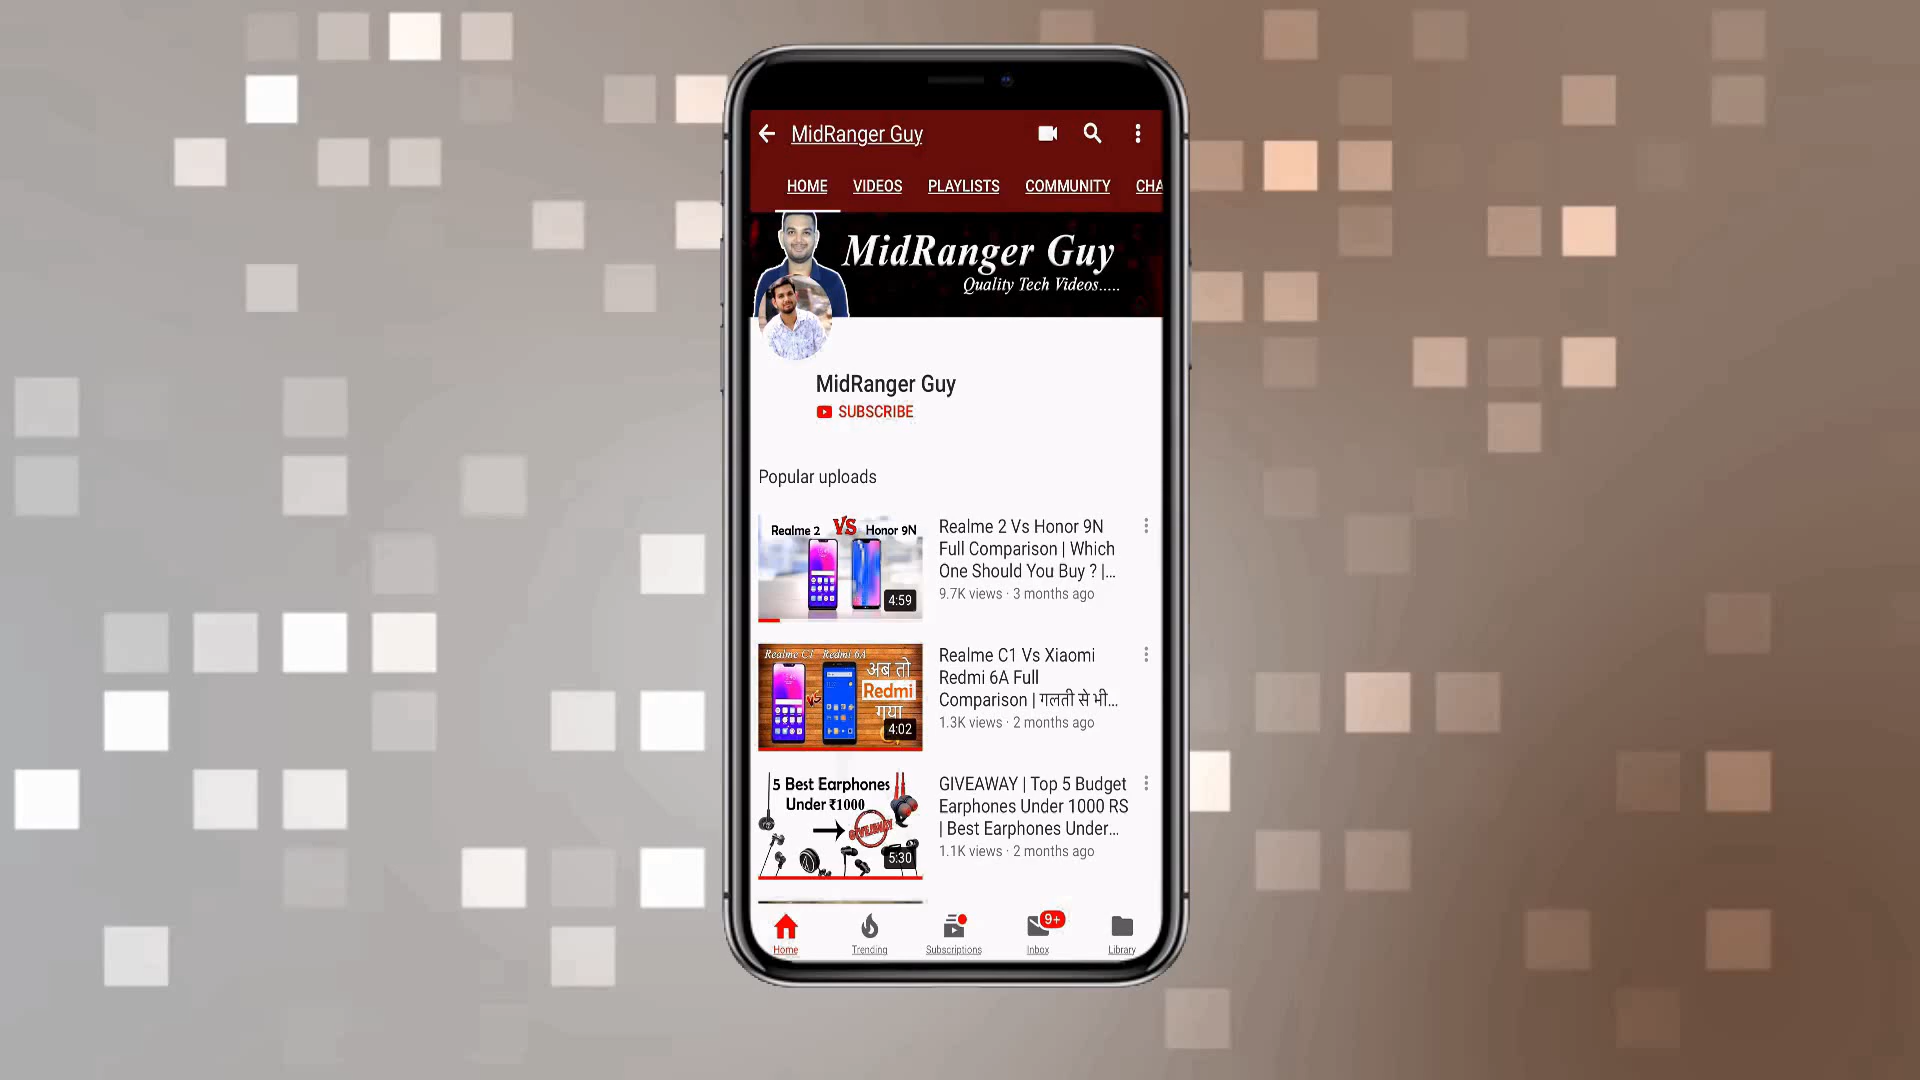 MidRanger Guy
HOME VIDEOS PLAYLISTS COMMUNITY CHA
MidRanger Guy
Quality Tech Videos.....
MidRanger Guy
SUBSCRIBE
Popular uploads
Realme 2 VS Honor 9N
4:59
Realme 2 Vs Honor 9N
Full Comparison | Which
One Should You Buy ? |...
9.7K views · 3 months ago
Realme C1 Redmi 6A
VS
अब तो
Redmi
गया
4:02
Realme C1 Vs Xiaomi
Redmi 6A Full
Comparison | गलती से भी...
1.3K views · 2 months ago
5 Best Earphones
Under ₹1000
GIVEAWAY
5:30
GIVEAWAY | Top 5 Budget
Earphones Under 1000 RS
| Best Earphones Under...
1.1K views · 2 months ago
9+
Home Trending Subscriptions Inbox Library